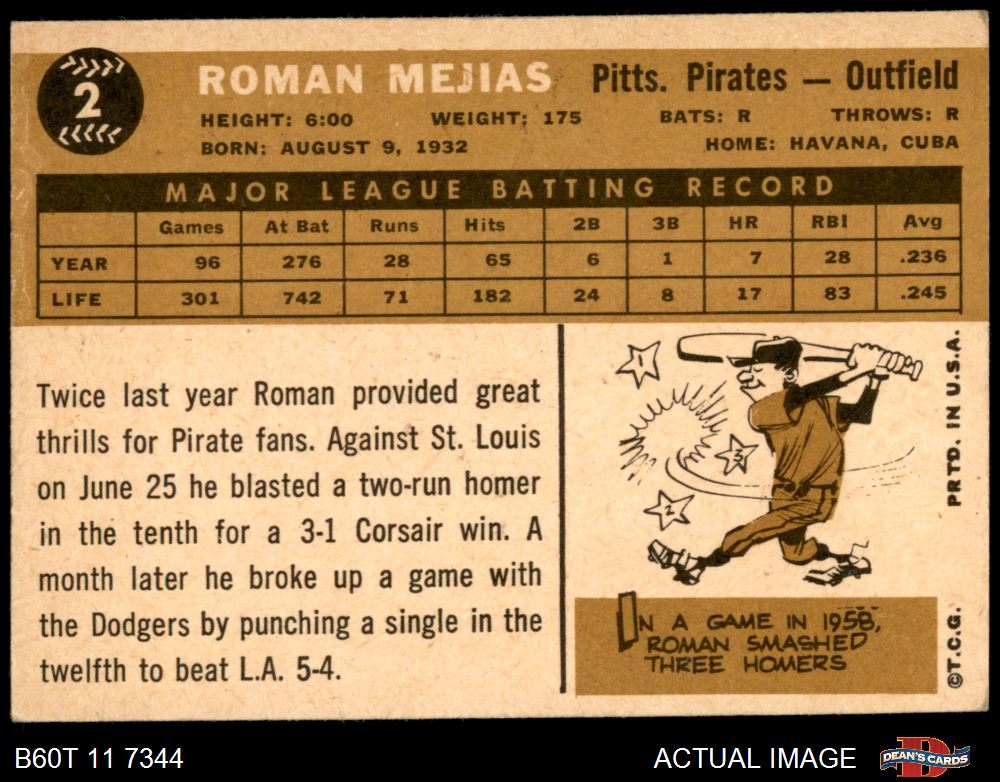 2
ROMAN MEJIAS Pitts. Pirates — Outfield
HEIGHT: 6:00 WEIGHT: 175 BATS: R THROWS: R
BORN: AUGUST 9, 1932 HOME: HAVANA, CUBA
MAJOR LEAGUE BATTING RECORD
Games At Bat Runs Hits 2B 3B HR RBI Avg
YEAR 96 276 28 65 6 1 7 28 .236
LIFE 301 742 71 182 24 8 17 83 .245
Twice last year Roman provided great
thrills for Pirate fans. Against St. Louis
on June 25 he blasted a two-run homer
in the tenth for a 3-1 Corsair win. A
month later he broke up a game with
the Dodgers by punching a single in the
twelfth to beat L.A. 5-4.
1
3
2
IN A GAME IN 1958,
ROMAN SMASHED
THREE HOMERS
©T.C.G. PRTD. IN U.S.A.
B60T 11 7344 ACTUAL IMAGE DEAN'S CARDS